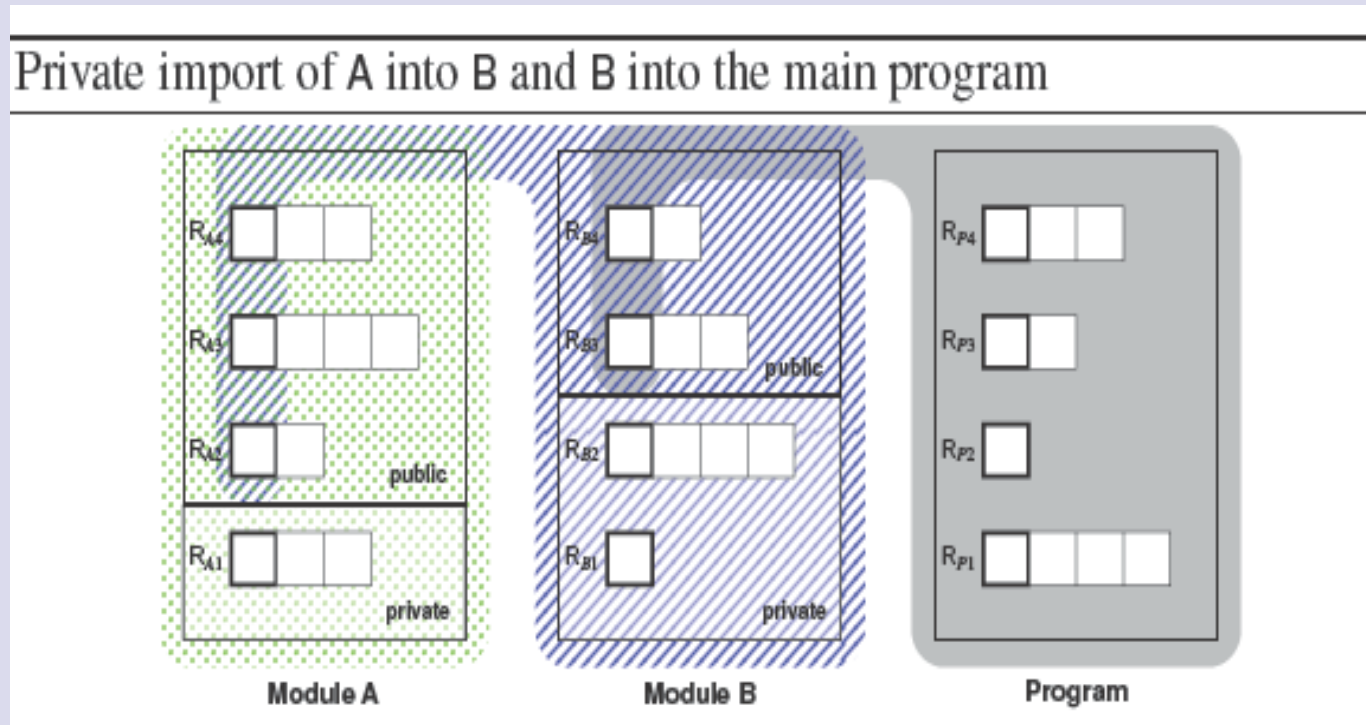 Private import of A into B and B into the main program
RA4
RB4
RP4
RA3
RB3
public
RP3
RA2
public
RB2
RP2
RA1
private
RB1
private
RP1
Module A
Module B
Program